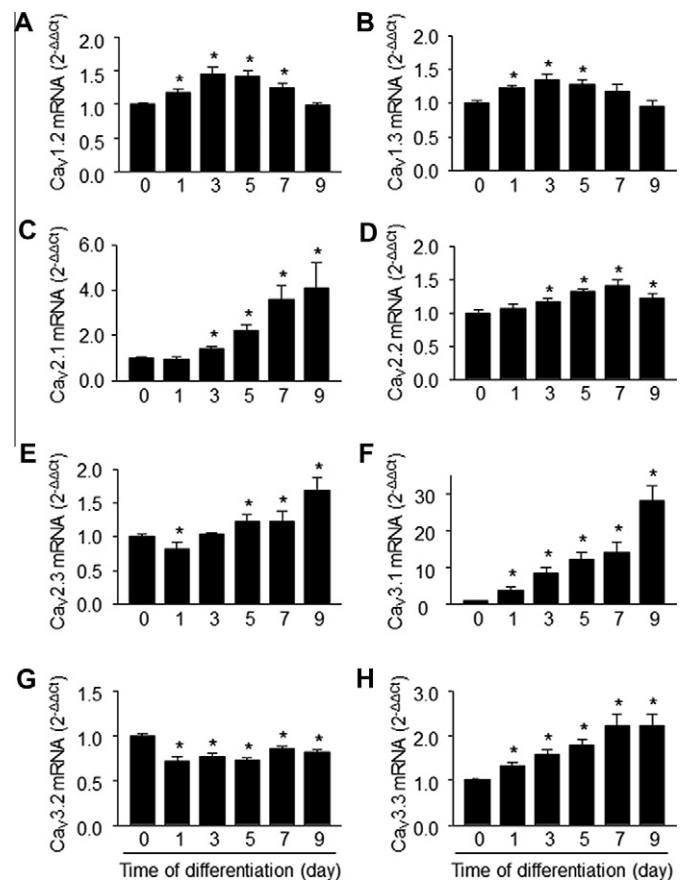 A
CaV1.2 mRNA (2-ΔΔCt)
2.0
1.5
1.0
0.5
0.0
* * * *
0 1 3 5 7 9
B
CaV1.3 mRNA (2-ΔΔCt)
2.0
1.5
1.0
0.5
0.0
* * *
0 1 3 5 7 9
C
CaV2.1 mRNA (2-ΔΔCt)
6.0
4.0
2.0
0.0
* * * *
0 1 3 5 7 9
D
CaV2.2 mRNA (2-ΔΔCt)
2.0
1.5
1.0
0.5
0.0
* * * *
0 1 3 5 7 9
E
CaV2.3 mRNA (2-ΔΔCt)
2.0
1.5
1.0
0.5
0.0
* * * *
0 1 3 5 7 9
F
CaV3.1 mRNA (2-ΔΔCt)
30
20
10
0
* * * * *
0 1 3 5 7 9
G
CaV3.2 mRNA (2-ΔΔCt)
1.5
1.0
0.5
0.0
* * * * *
0 1 3 5 7 9
Time of differentiation (day)
H
CaV3.3 mRNA (2-ΔΔCt)
3.0
2.0
1.0
0.0
* * * * *
0 1 3 5 7 9
Time of differentiation (day)